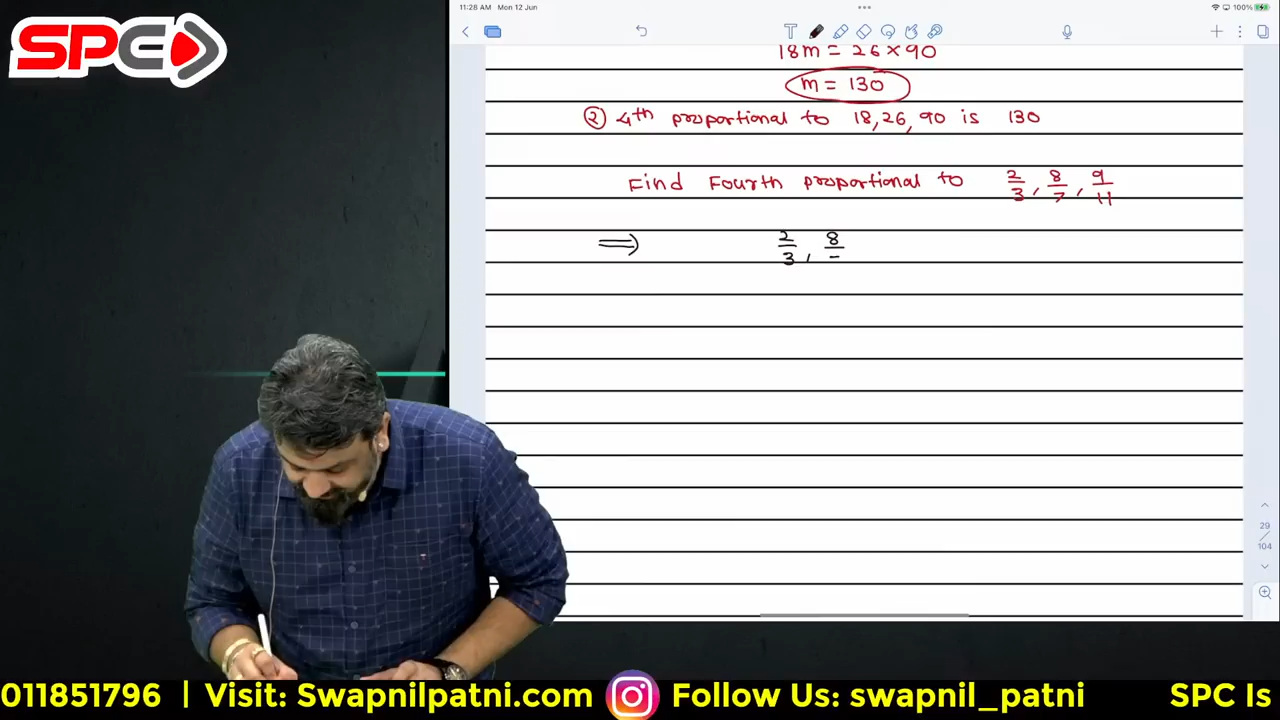 11:28 AM Mon 12 Jun
100%
SPC
T
18m = 26 × 90
m = 130
② 4th proportional to 18, 26, 90 is 130
Find Fourth proportional to 2/3, 8/7, 9/11
⇒ 2/3, 8/
29
/
104
011851796 | Visit: Swapnilpatni.com Follow Us: swapnil_patni SPC Is